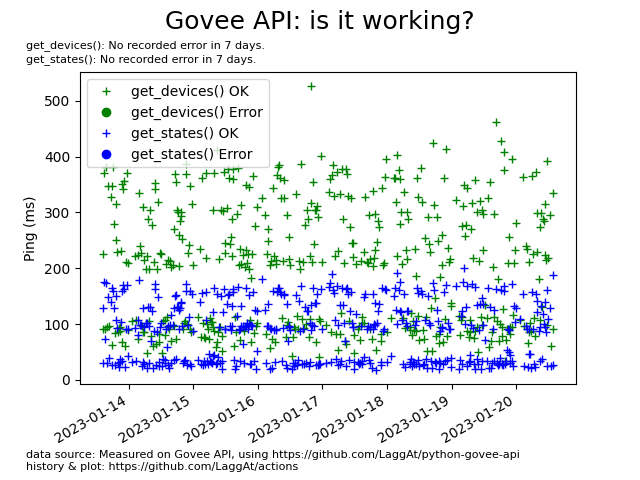 Govee API: is it working?
get_devices(): No recorded error in 7 days.
get_states(): No recorded error in 7 days.
get_devices() OK
get_devices() Error
get_states() OK
get_states() Error
Ping (ms)
500
400
300
200
100
0
2023-01-14
2023-01-15
2023-01-16
2023-01-17
2023-01-18
2023-01-19
2023-01-20
data source: Measured on Govee API, using https://github.com/LaggAt/python-govee-api
history & plot: https://github.com/LaggAt/actions